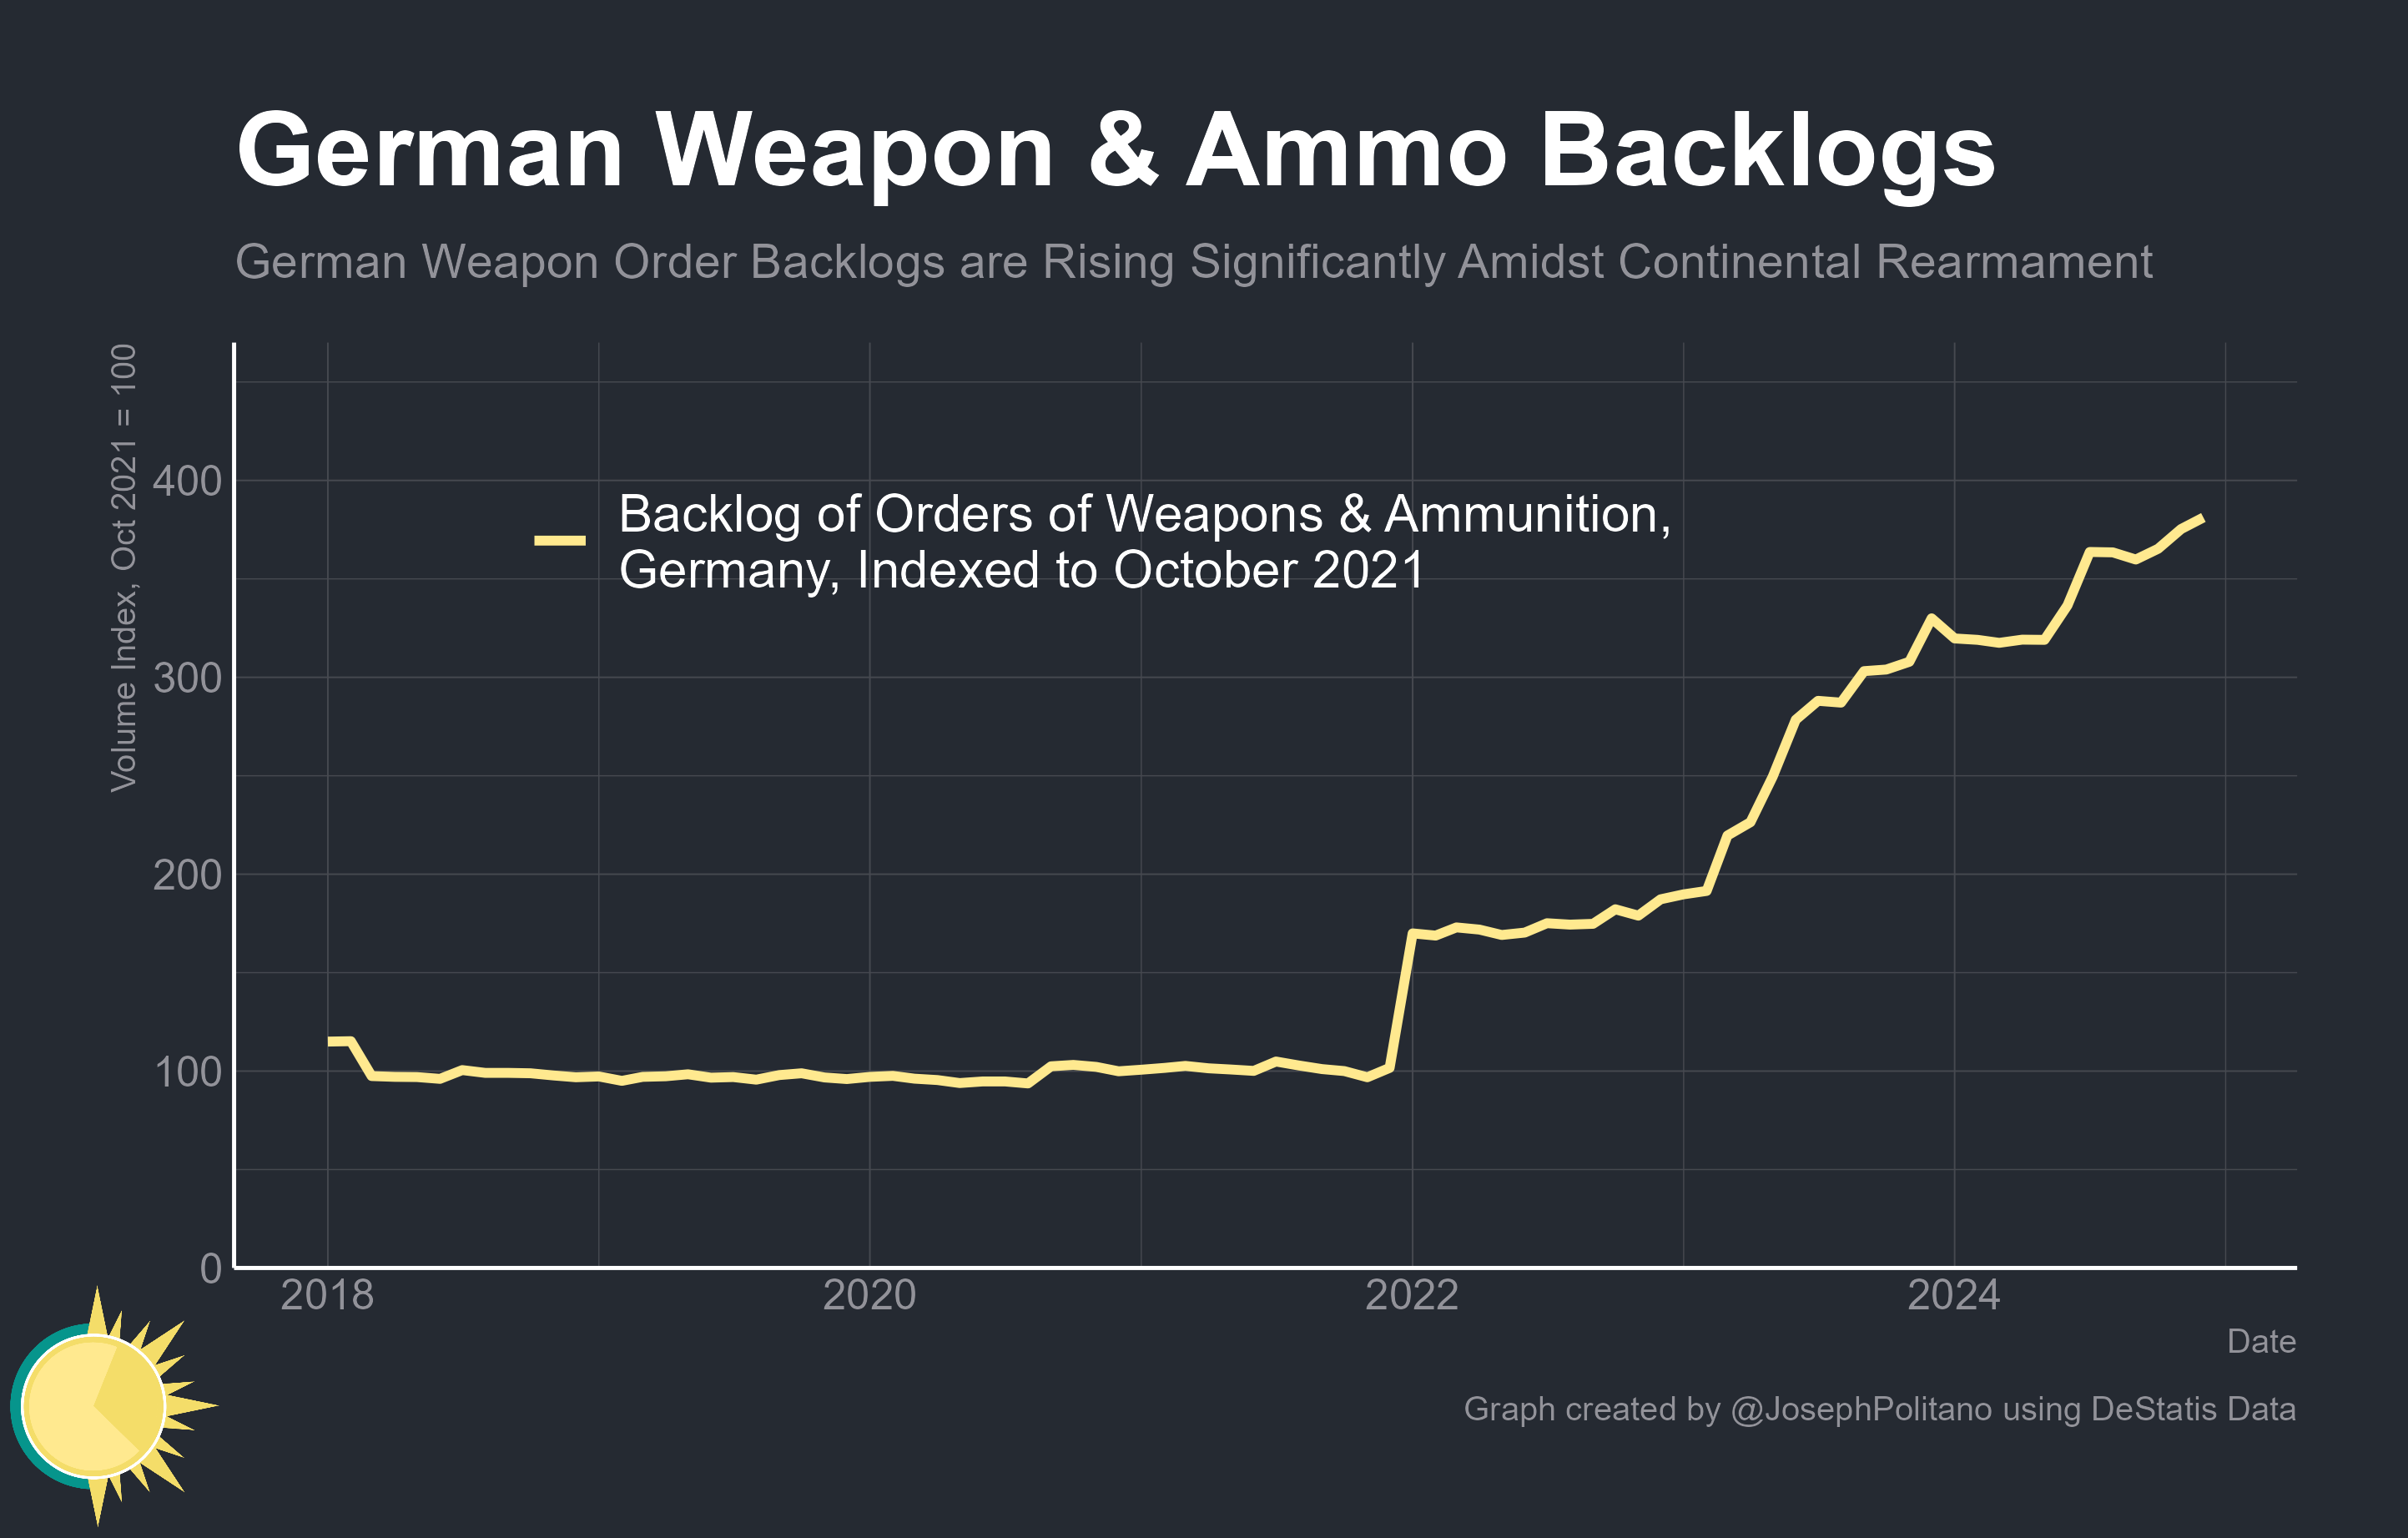 German Weapon & Ammo Backlogs
German Weapon Order Backlogs are Rising Significantly Amidst Continental Rearmament
Volume Index, Oct 2021 = 100
400
300
200
100
0
Backlog of Orders of Weapons & Ammunition,
Germany, Indexed to October 2021
2018
2020
2022
2024
Date
Graph created by @JosephPolitano using DeStatis Data